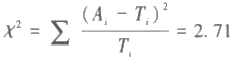 χ² = ∑ (Aᵢ − Tᵢ)² / Tᵢ = 2.71